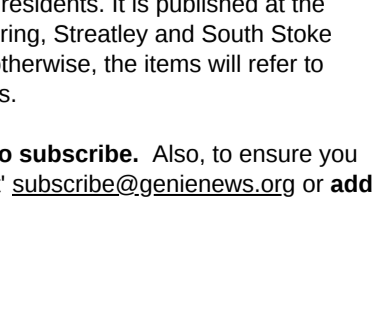 residents. It is published at the
ring, Streatley and South Stoke
otherwise, the items will refer to
s.
o subscribe. Also, to ensure you
' subscribe@genienews.org or add